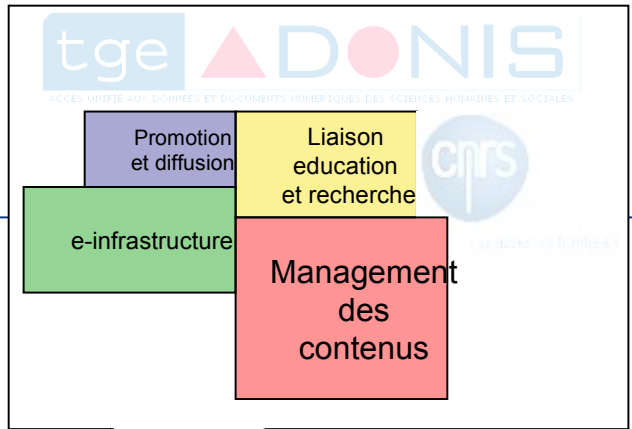 tge ADONIS
ACCES UNIFIE AUX DONNEES ET DOCUMENTS NUMERIQUES DES SCIENCES HUMAINES ET SOCIALES
Promotion
et diffusion
Liaison
education
et recherche
cnrs
e-infrastructure
Management
des
contenus